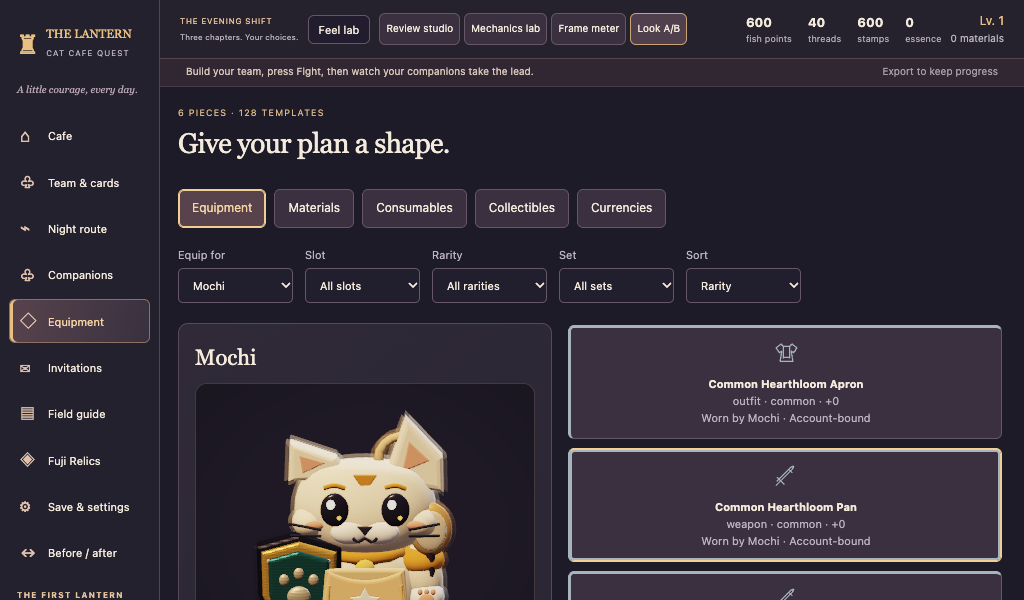 THE LANTERN
CAT CAFE QUEST
A little courage, every day.
Cafe
Team & cards
Night route
Companions
Equipment
Invitations
Field guide
Fuji Relics
Save & settings
Before / after
THE FIRST LANTERN
THE EVENING SHIFT
Three chapters. Your choices.
Feel lab
Review studio
Mechanics lab
Frame meter
Look A/B
600
fish points
40
threads
600
stamps
0
essence
Lv. 1
0 materials
Build your team, press Fight, then watch your companions take the lead.
Export to keep progress
6 PIECES · 128 TEMPLATES
Give your plan a shape.
Equipment
Materials
Consumables
Collectibles
Currencies
Equip for
Slot
Rarity
Set
Sort
Mochi
All slots
All rarities
All sets
Rarity
Mochi
Common Hearthloom Apron
outfit · common · +0
Worn by Mochi · Account-bound
Common Hearthloom Pan
weapon · common · +0
Worn by Mochi · Account-bound